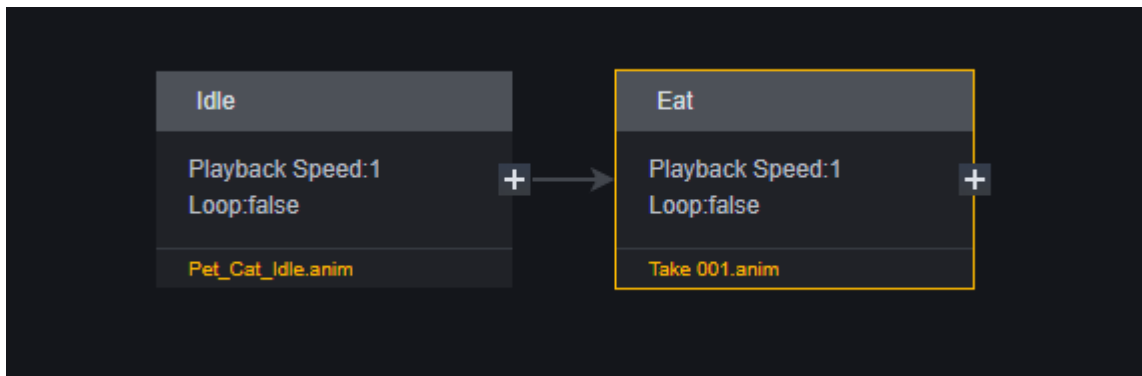 Idle
Playback Speed:1
Loop:false
Pet_Cat_Idle.anim
Eat
Playback Speed:1
Loop:false
Take 001.anim